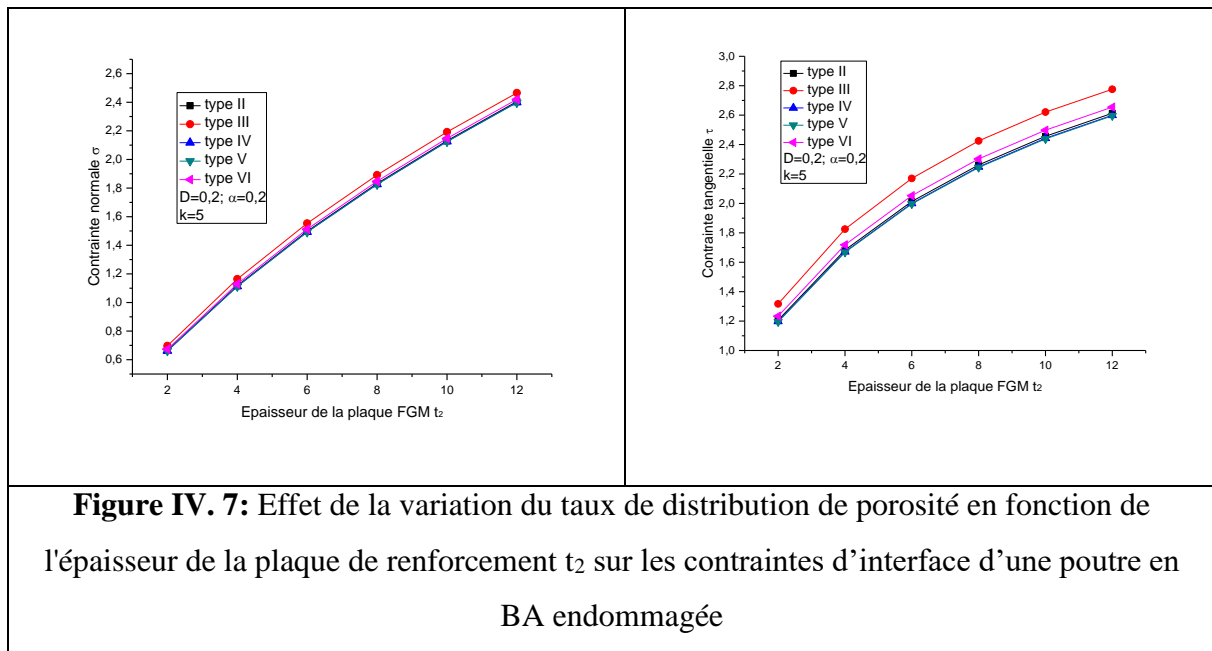 2,6
2,4
2,2
2,0
1,8
1,6
1,4
1,2
1,0
0,8
0,6
Contrainte normale σ
type II
type III
type IV
type V
type VI
D=0,2; α=0,2
k=5
2 4 6 8 10 12
Epaisseur de la plaque FGM t2
3,0
2,8
2,6
2,4
2,2
2,0
1,8
1,6
1,4
1,2
1,0
Contrainte tangentielle τ
type II
type III
type IV
type V
type VI
D=0,2; α=0,2
k=5
2 4 6 8 10 12
Epaisseur de la plaque FGM t2
Figure IV. 7: Effet de la variation du taux de distribution de porosité en fonction de
l'épaisseur de la plaque de renforcement t2 sur les contraintes d’interface d’une poutre en
BA endommagée